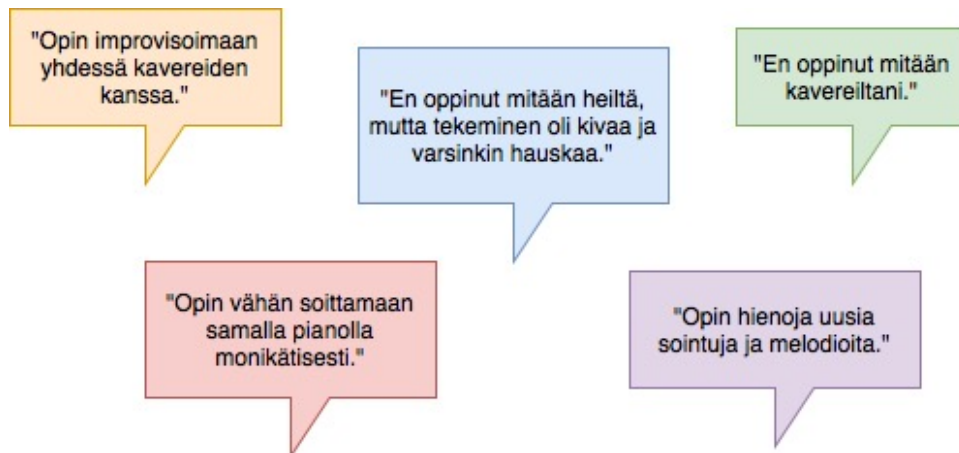 "Opin improvisoimaan
yhdessä kavereiden
kanssa."
"En oppinut mitään heiltä,
mutta tekeminen oli kivaa ja
varsinkin hauskaa."
"En oppinut mitään
kavereiltani."
"Opin vähän soittamaan
samalla pianolla
monikätisesti."
"Opin hienoja uusia
sointuja ja melodioita."